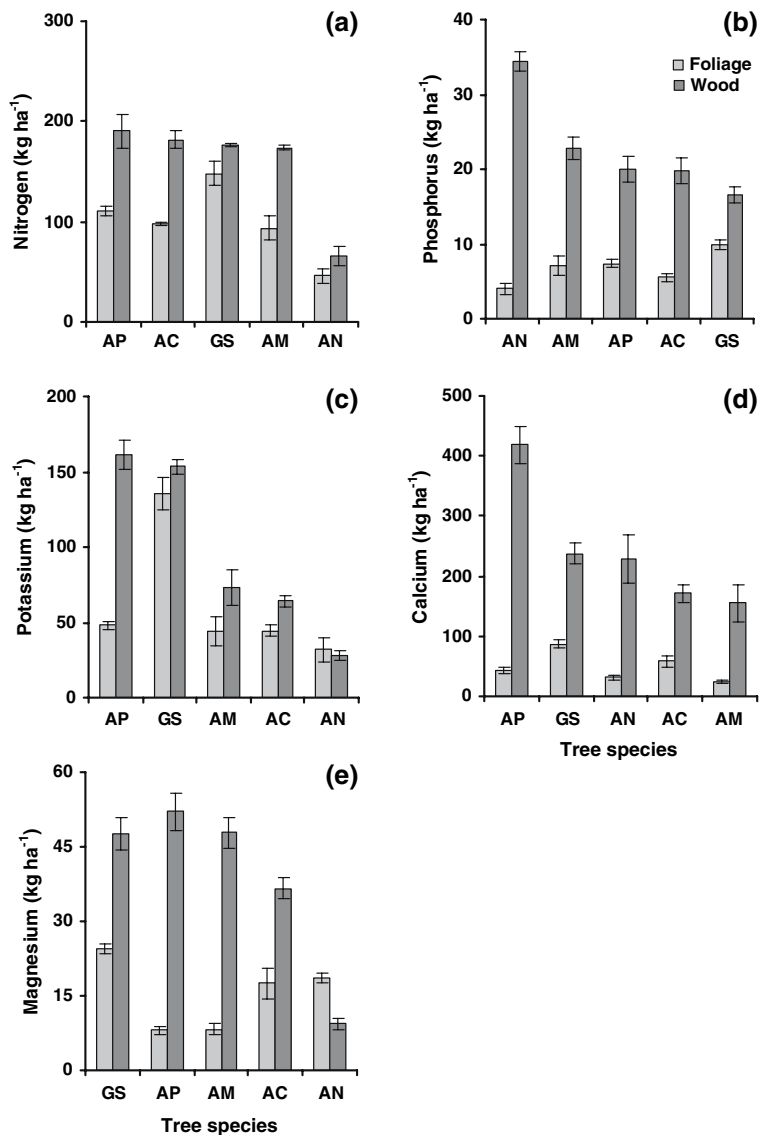 (a)
Nitrogen (kg ha⁻¹)
300
200
100
0
AP AC GS AM AN
(b)
Foliage
Wood
Phosphorus (kg ha⁻¹)
40
30
20
10
0
AN AM AP AC GS
(c)
Potassium (kg ha⁻¹)
200
150
100
50
0
AP GS AM AC AN
(d)
Calcium (kg ha⁻¹)
500
400
300
200
100
0
AP GS AN AC AM
Tree species
(e)
Magnesium (kg ha⁻¹)
60
45
30
15
0
GS AP AM AC AN
Tree species